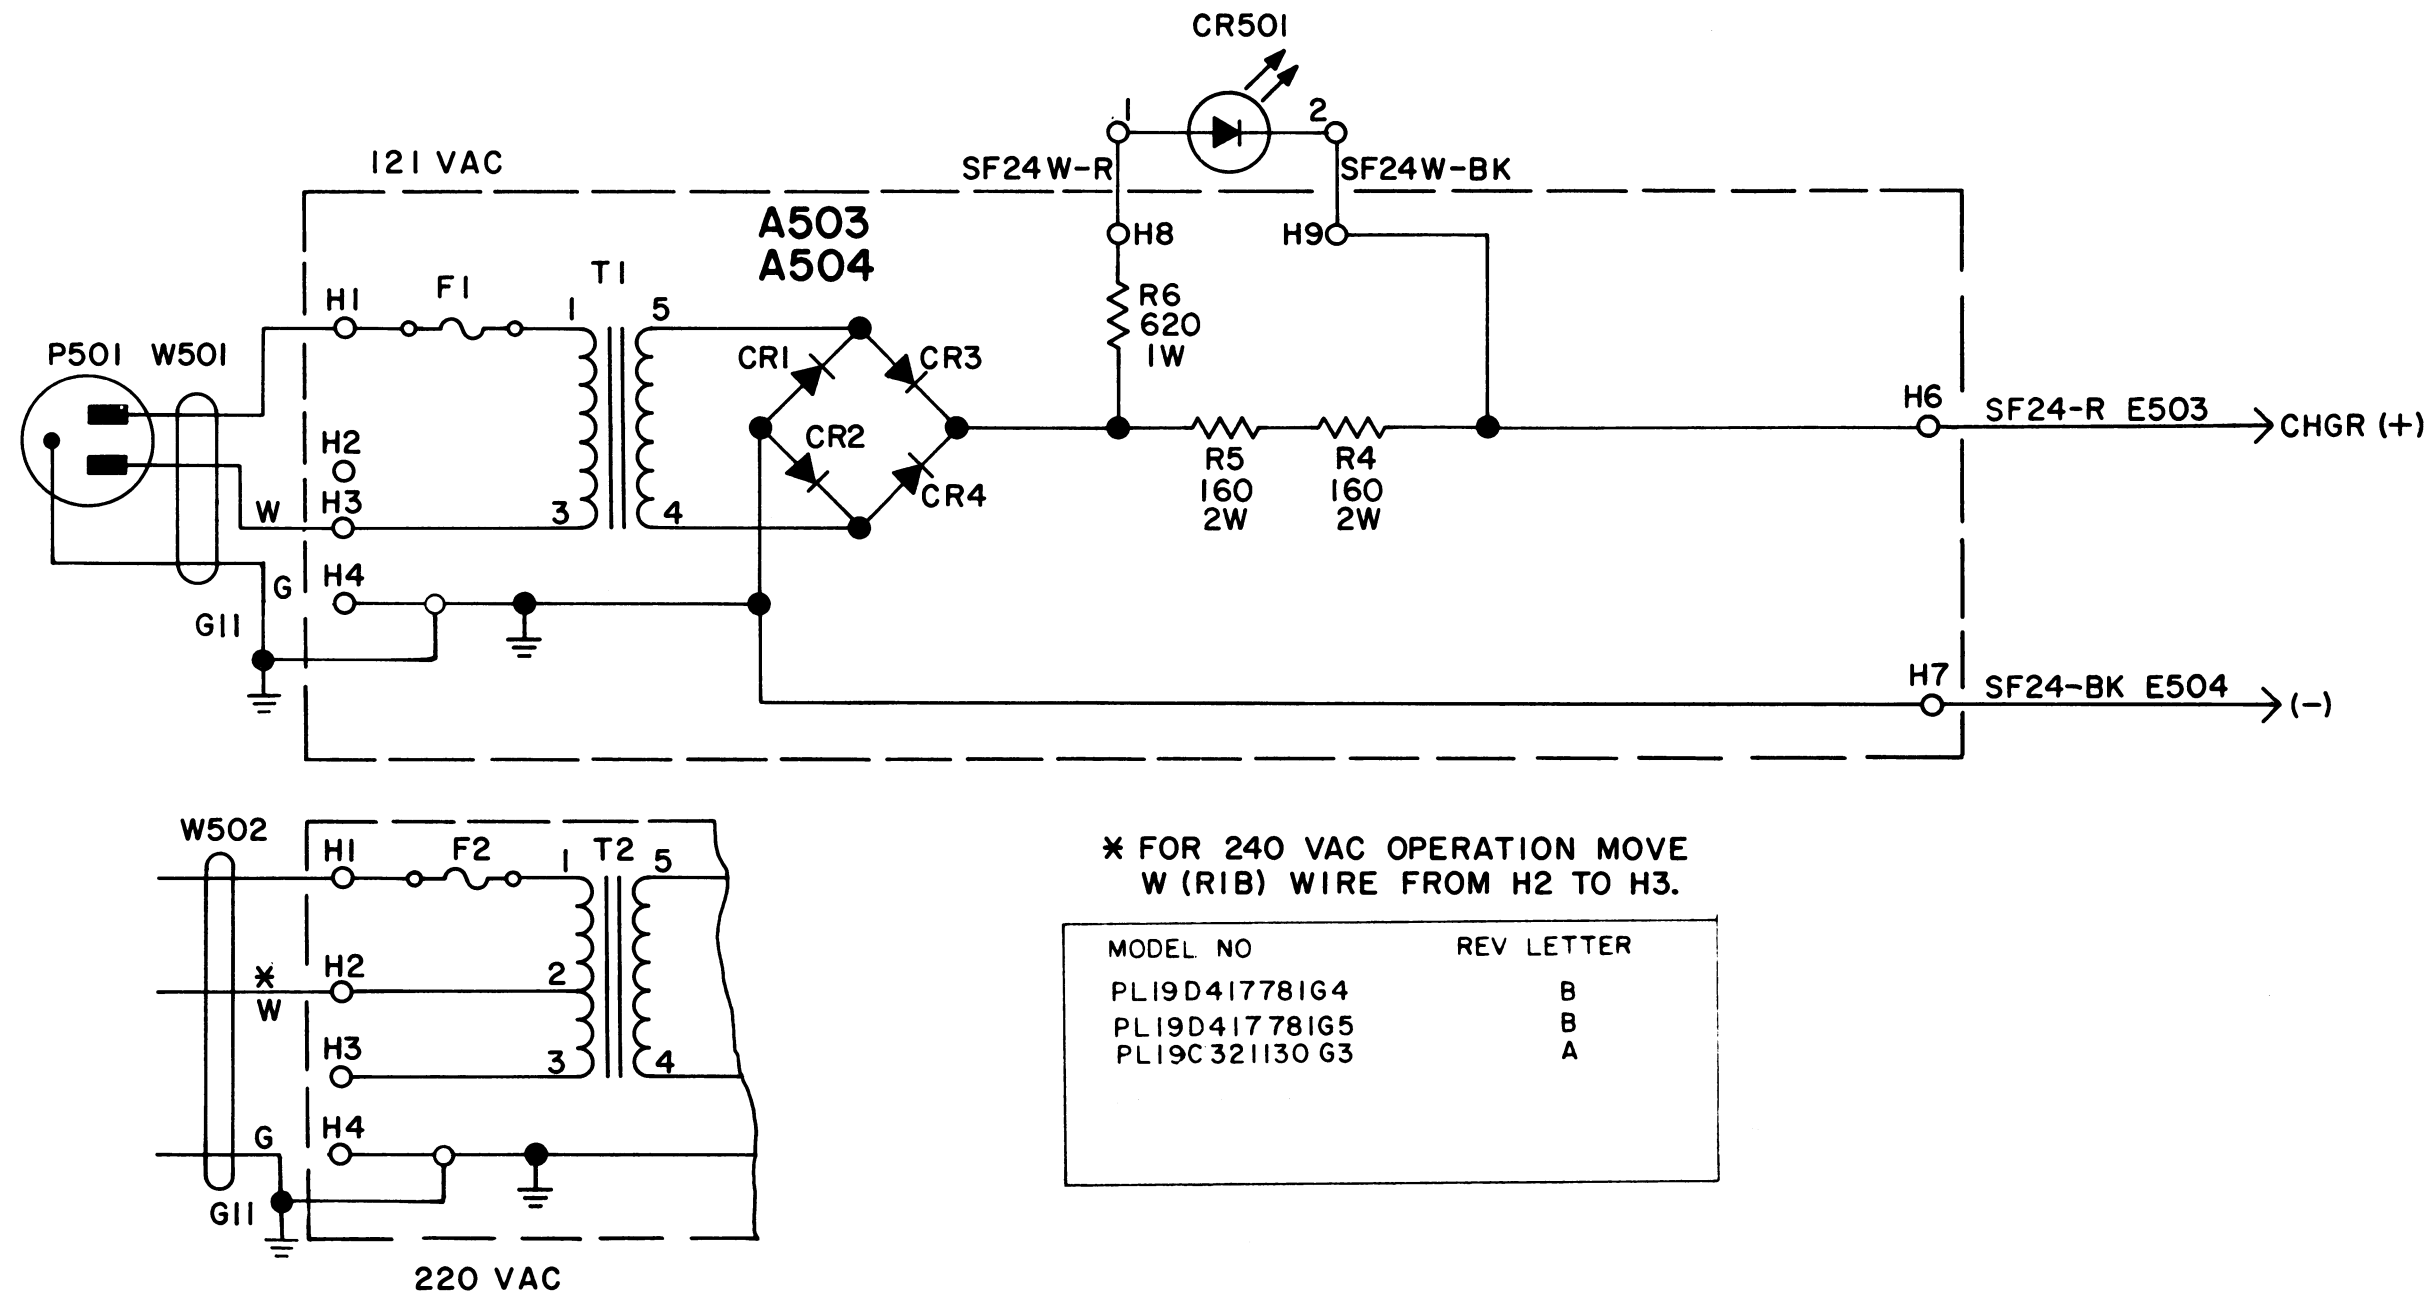 CR501
1 2
121 VAC
SF24W-R
SF24W-BK
A503
A504
H8
H9
T1
F1
H1
1
5
R6
620
1W
P501 W501
CR1
CR3
H6
SF24-R E503
CHGR (+)
H2
CR2
R5
160
2W
R4
160
2W
H3
CR4
W
3
4
H4
G
G11
H7
SF24-BK E504
(-)
W502
H1
F2
1
T2
5
* FOR 240 VAC OPERATION MOVE
W (RIB) WIRE FROM H2 TO H3.
MODEL NO REV LETTER
PL19D417781G4 B
PL19D417781G5 B
PL19C321130G3 A
*
W
H2
2
H3
3
4
H4
G
G11
220 VAC